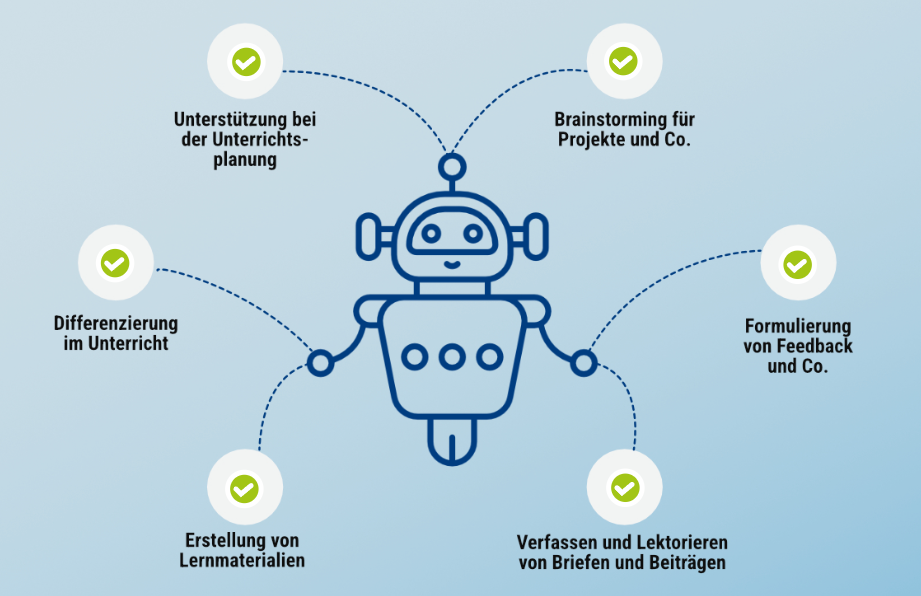 Unterstützung bei
der Unterrichts-
planung
Brainstorming für
Projekte und Co.
Differenzierung
im Unterricht
Formulierung
von Feedback
und Co.
Erstellung von
Lernmaterialien
Verfassen und Lektorieren
von Briefen und Beiträgen